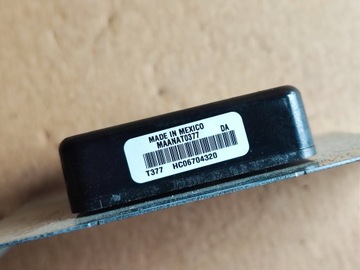 MADE IN MEXICO
MAANAT0377 DA
T377 HC06704320